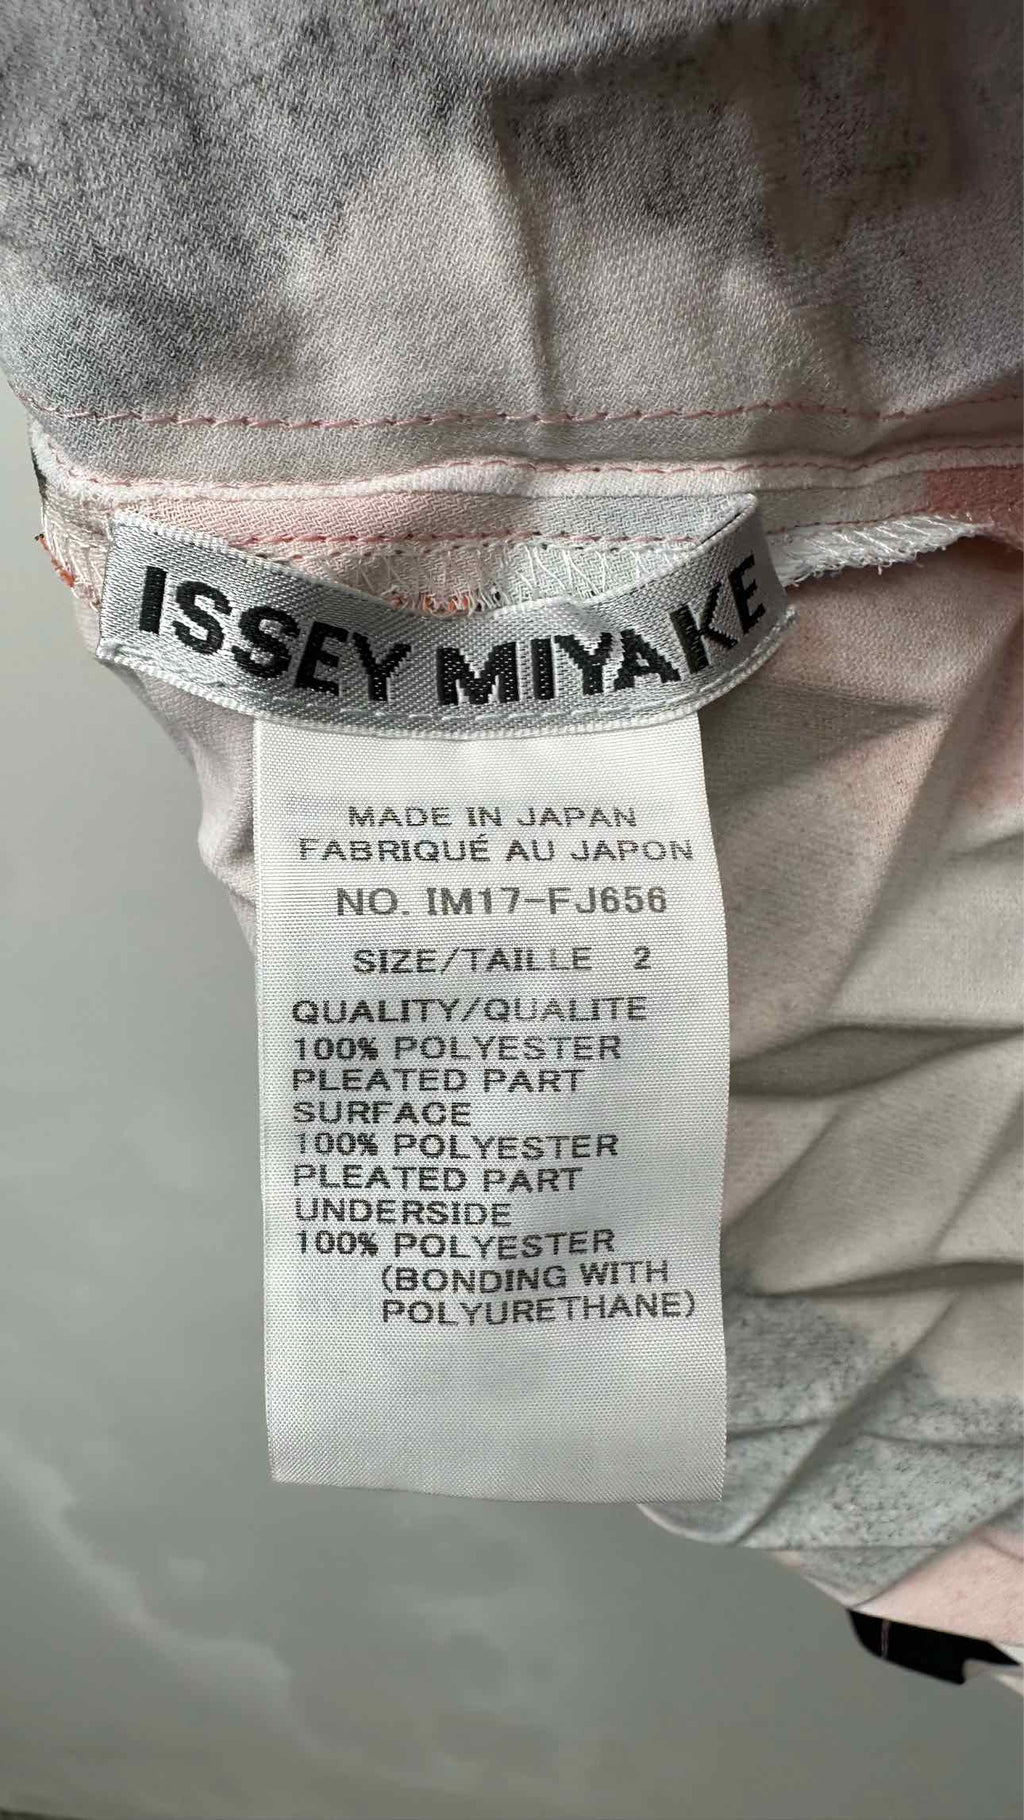 ISSEY MIYAKE
MADE IN JAPAN
FABRIQUÉ AU JAPON
NO. IM17-FJ656
SIZE/TAILLE 2
QUALITY/QUALITE
100% POLYESTER
PLEATED PART
SURFACE
100% POLYESTER
PLEATED PART
UNDERSIDE
100% POLYESTER
(BONDING WITH
POLYURETHANE)